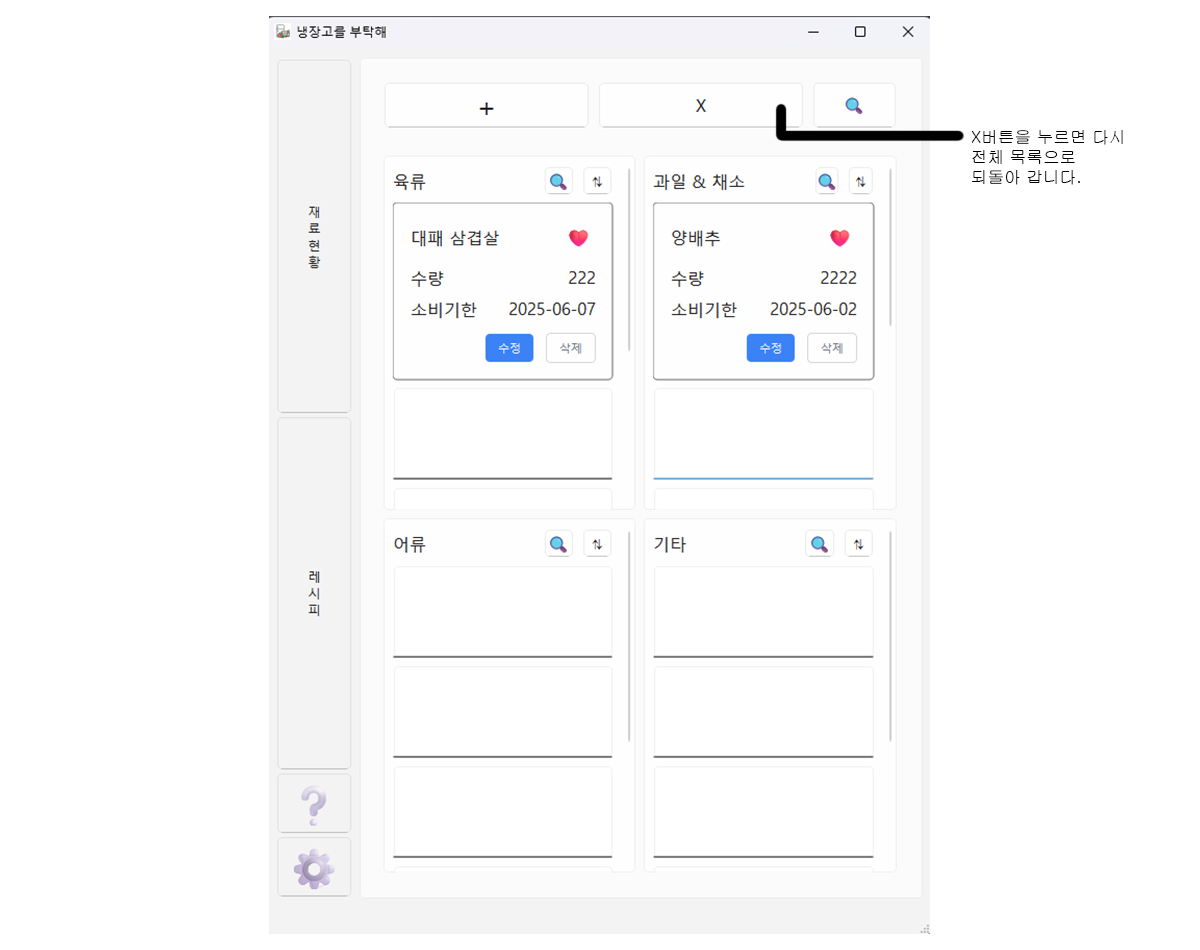 냉장고를 부탁해
+
X
X버튼을 누르면 다시
전체 목록으로
되돌아 갑니다.
재료현황
육류
대패 삼겹살
수량 222
소비기한 2025-06-07
수정 삭제
과일 & 채소
양배추
수량 2222
소비기한 2025-06-02
수정 삭제
레시피
어류
기타
?